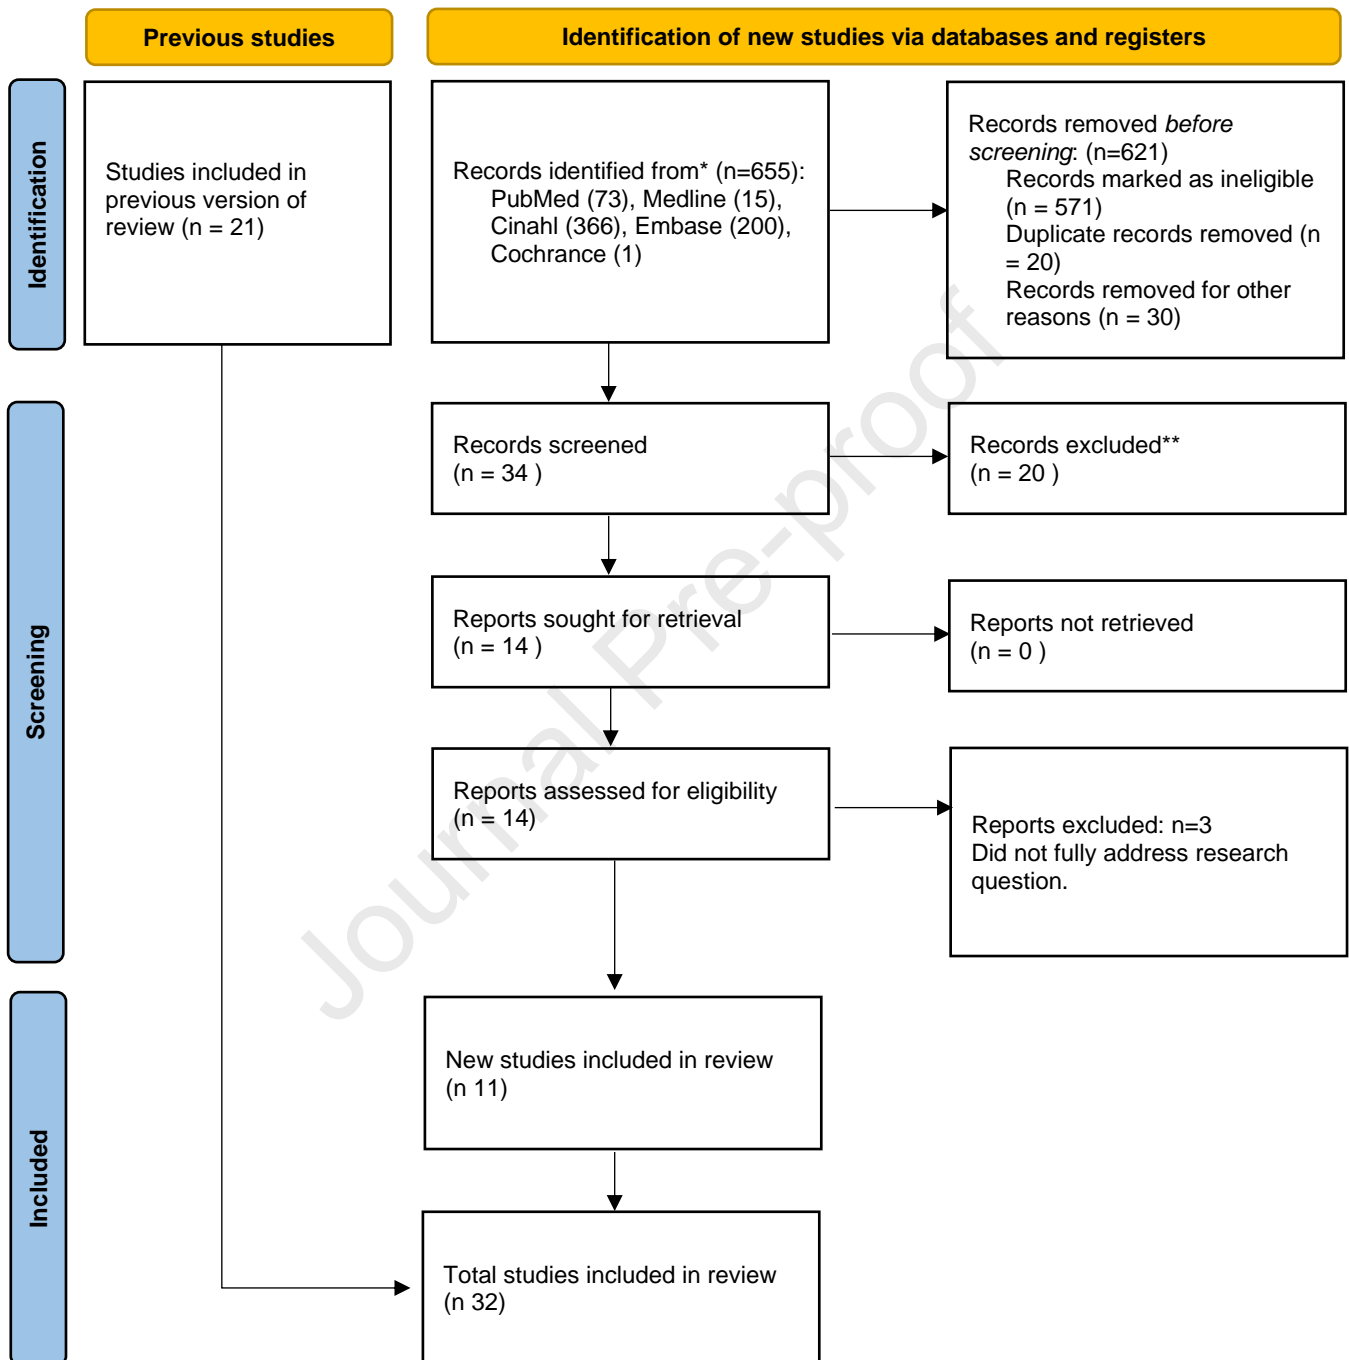 Previous studies
Identification of new studies via databases and registers
Identification
Studies included in
previous version of
review (n = 21)
Records identified from* (n=655):
PubMed (73), Medline (15),
Cinahl (366), Embase (200),
Cochrance (1)
Records removed before
screening: (n=621)
Records marked as ineligible
(n = 571)
Duplicate records removed (n
= 20)
Records removed for other
reasons (n = 30)
Screening
Records screened
(n = 34 )
Records excluded**
(n = 20 )
Reports sought for retrieval
(n = 14 )
Reports not retrieved
(n = 0 )
Reports assessed for eligibility
(n = 14)
Reports excluded: n=3
Did not fully address research
question.
Included
New studies included in review
(n 11)
Total studies included in review
(n 32)
Journal Pre-proof